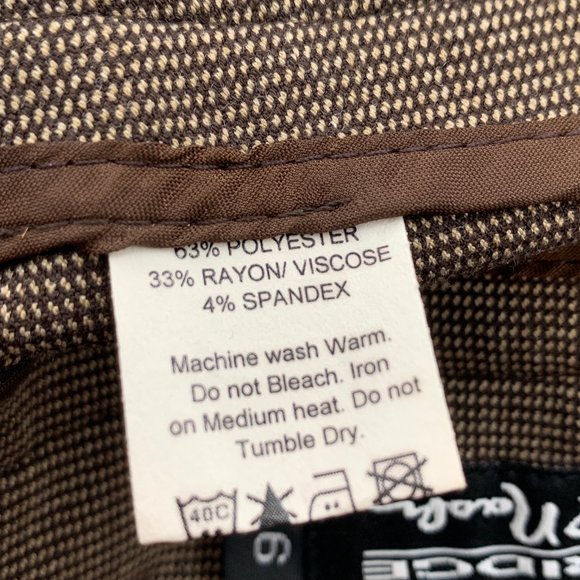 63% POLYESTER
33% RAYON/ VISCOSE
4% SPANDEX
Machine wash Warm.
Do not Bleach. Iron
on Medium heat. Do not
Tumble Dry.
40C